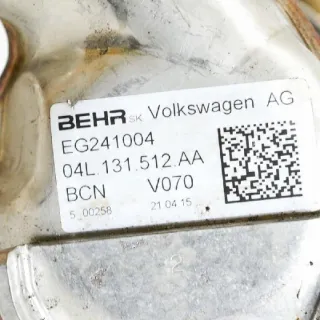 BEHR SK Volkswagen AG
EG241004
04L.131.512.AA
BCN V070
5_00258 21.04.15